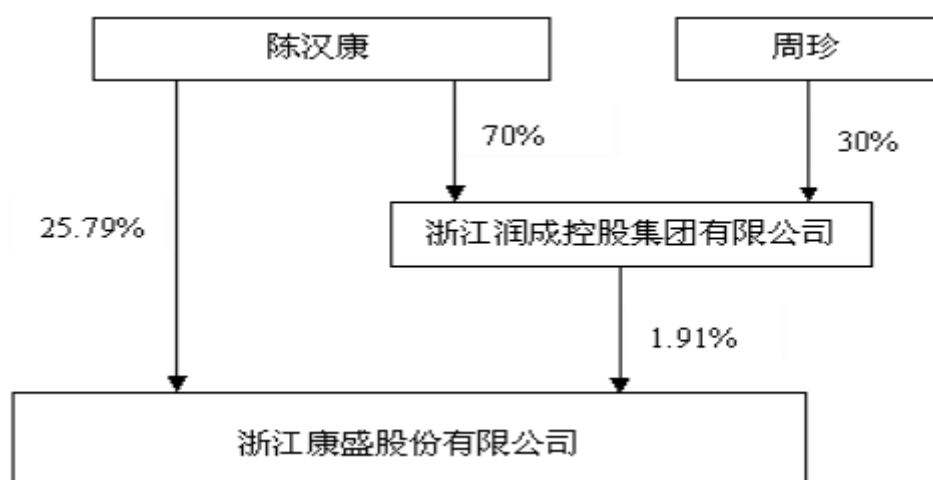 陈汉康
周珍
70%
30%
25.79%
浙江润成控股集团有限公司
1.91%
浙江康盛股份有限公司